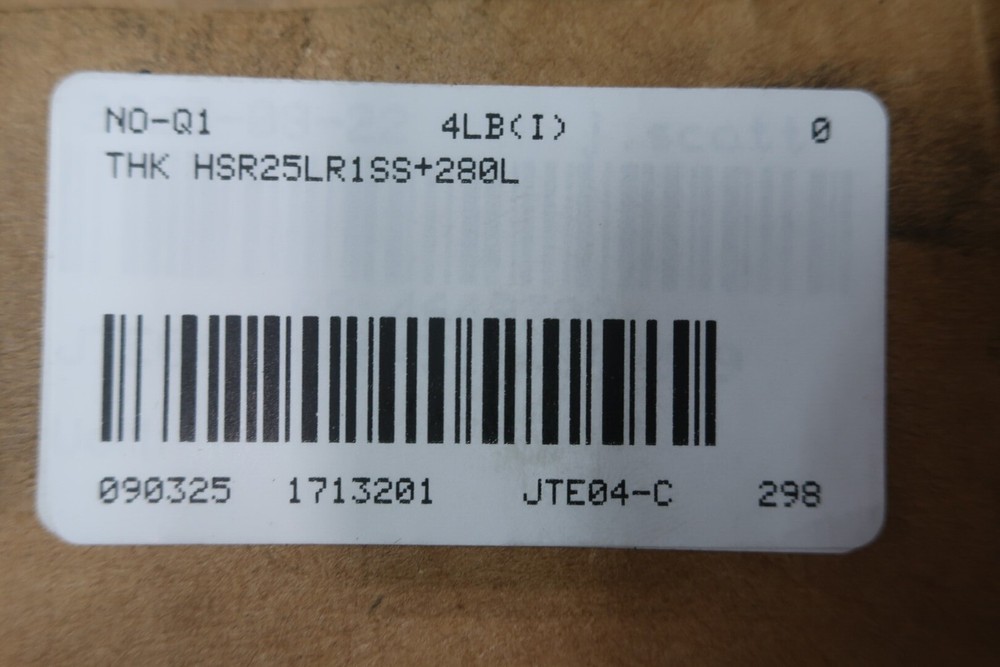 NO-Q1 4LB(I) 0
THK HSR25LR1SS+280L
090325 1713201 JTE04-C 298